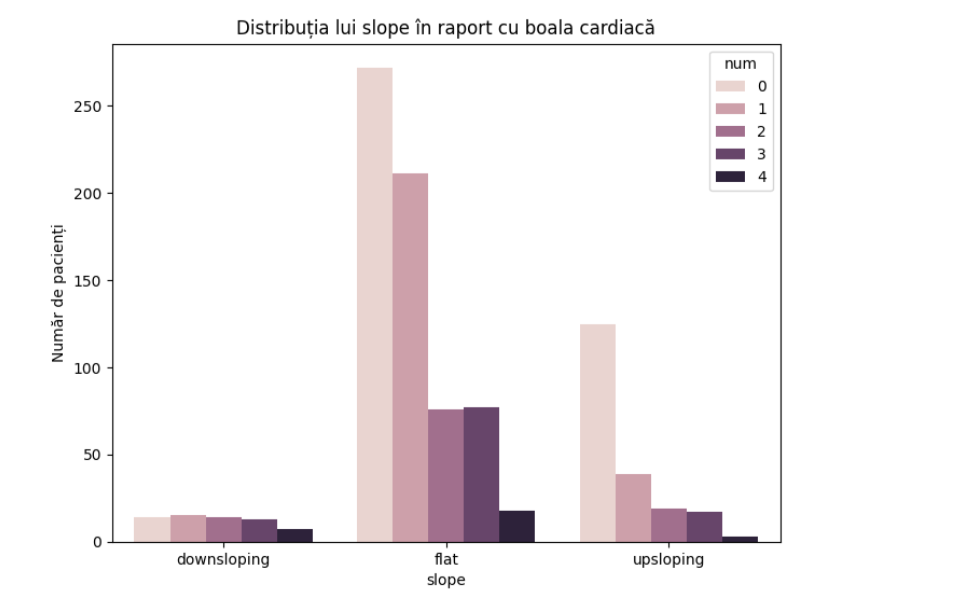 Distribuția lui slope în raport cu boala cardiacă
num
0
1
2
3
4
250
200
150
100
50
0
Număr de pacienți
downsloping
flat
upsloping
slope